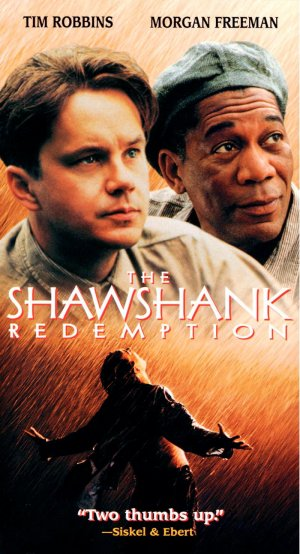 TIM ROBBINS MORGAN FREEMAN
THE
SHAWSHANK
REDEMPTION
"Two thumbs up."
—Siskel & Ebert